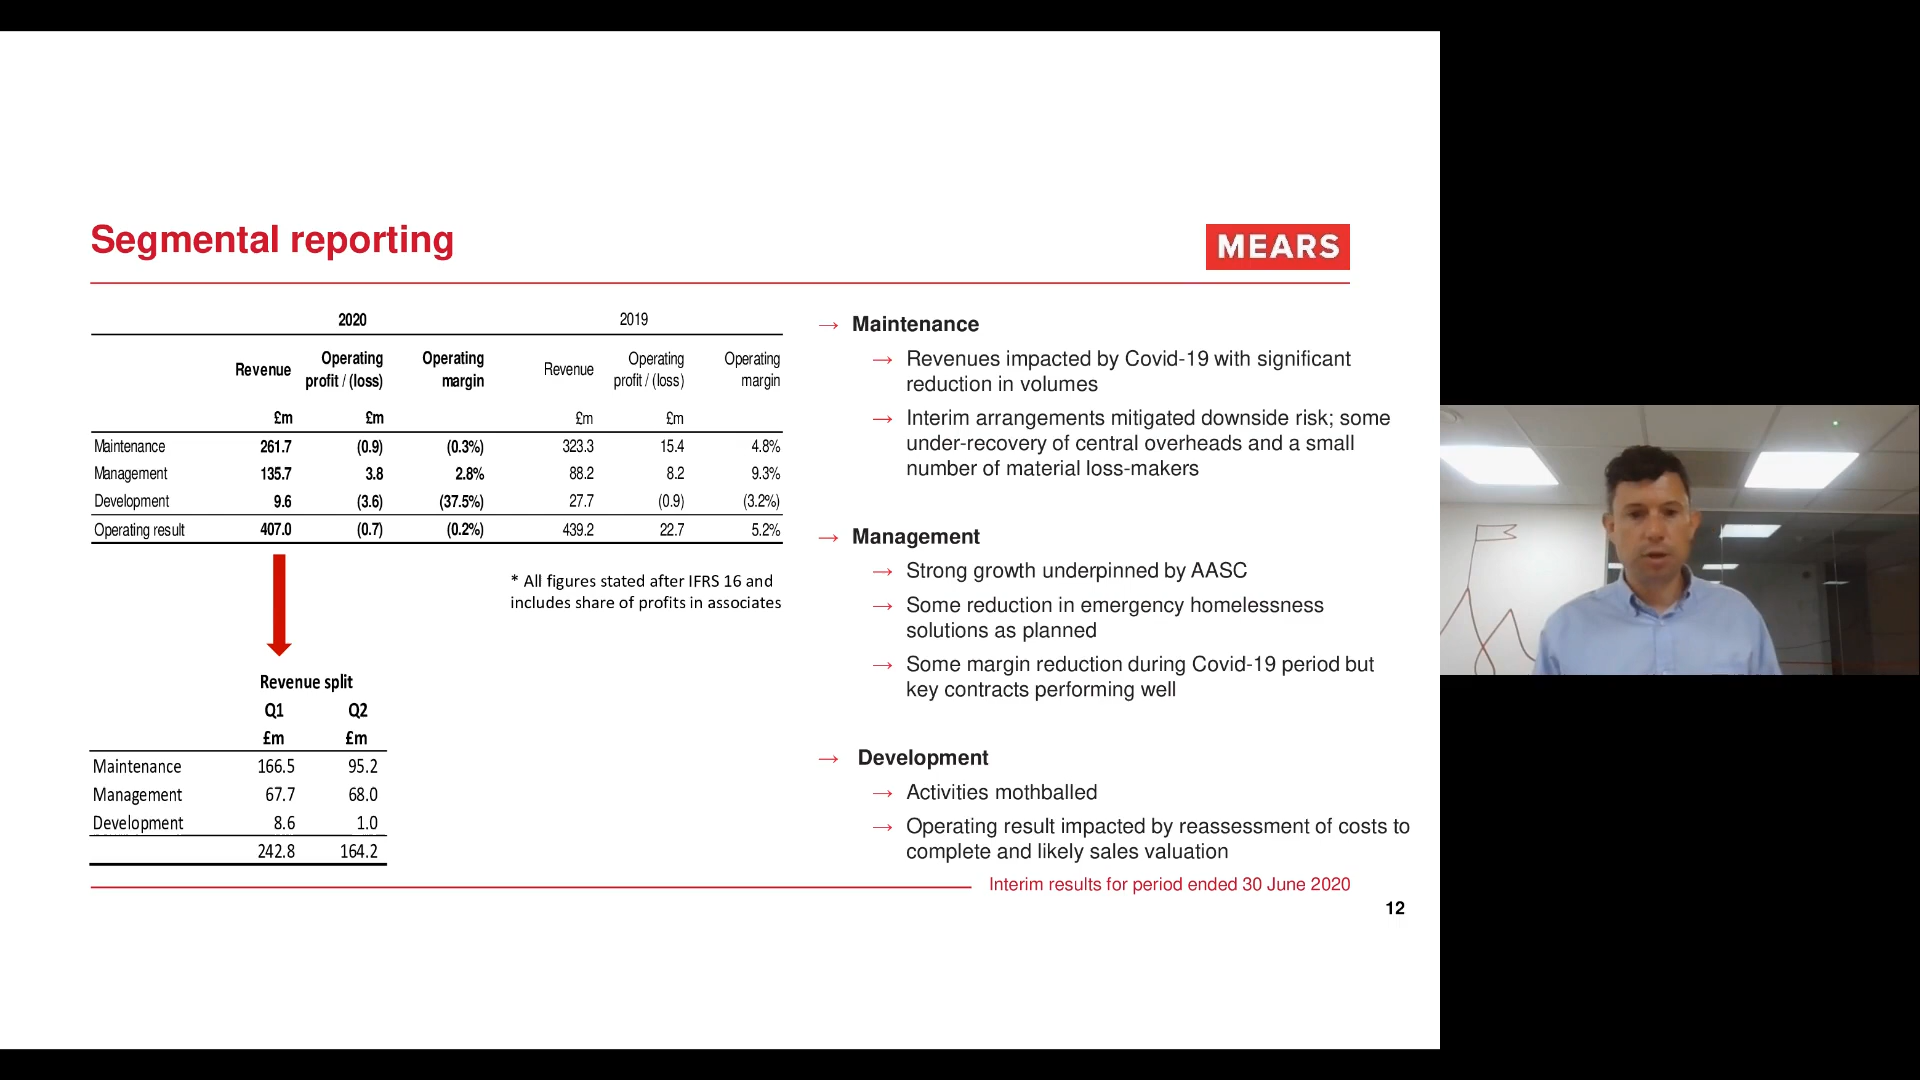 Segmental reporting
MEARS
2020 2019
Revenue Operating profit / (loss) Operating margin Revenue Operating profit / (loss) Operating margin
£m £m £m £m
Maintenance 261.7 (0.9) (0.3%) 323.3 15.4 4.8%
Management 135.7 3.8 2.8% 88.2 8.2 9.3%
Development 9.6 (3.6) (37.5%) 27.7 (0.9) (3.2%)
Operating result 407.0 (0.7) (0.2%) 439.2 22.7 5.2%
* All figures stated after IFRS 16 and
includes share of profits in associates
Revenue split
Q1 Q2
£m £m
Maintenance 166.5 95.2
Management 67.7 68.0
Development 8.6 1.0
242.8 164.2
→ Maintenance
→ Revenues impacted by Covid-19 with significant
reduction in volumes
→ Interim arrangements mitigated downside risk; some
under-recovery of central overheads and a small
number of material loss-makers
→ Management
→ Strong growth underpinned by AASC
→ Some reduction in emergency homelessness
solutions as planned
→ Some margin reduction during Covid-19 period but
key contracts performing well
→ Development
→ Activities mothballed
→ Operating result impacted by reassessment of costs to
complete and likely sales valuation
Interim results for period ended 30 June 2020
12